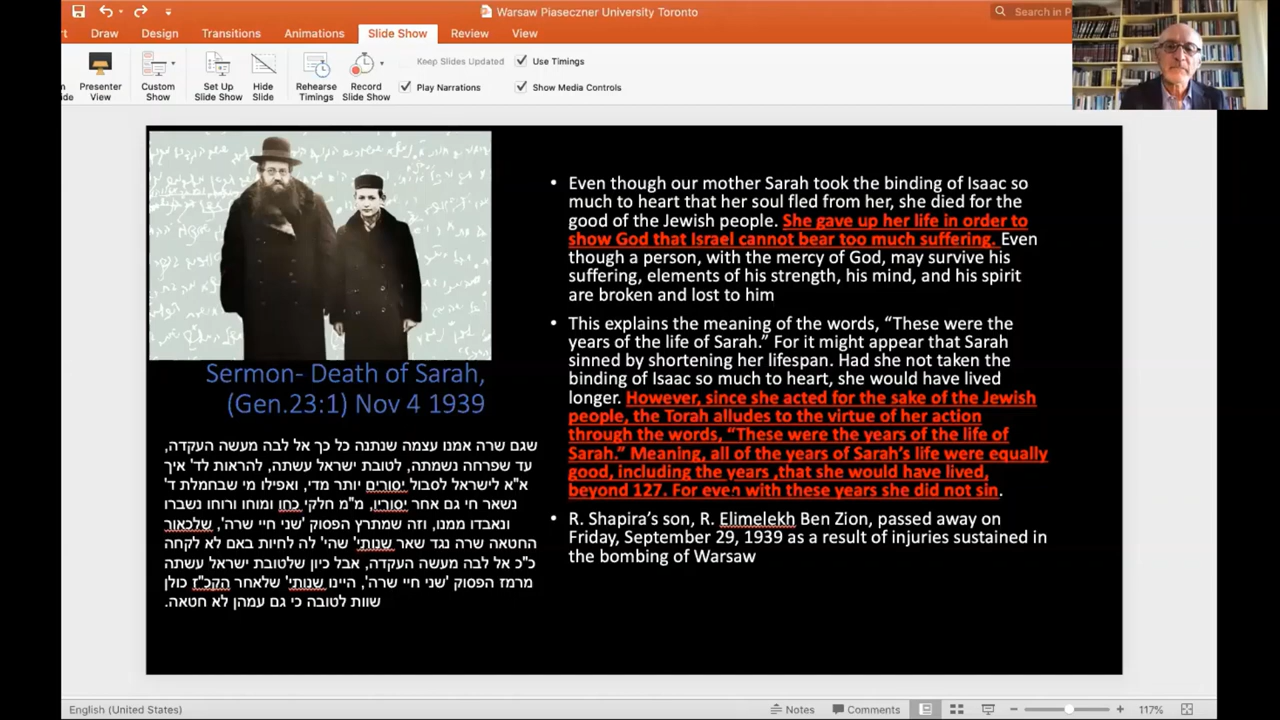 Warsaw Piaseczner University Toronto
Search in P
Draw
Design
Transitions
Animations
Slide Show
Review
View
Presenter View
Custom Show
Set Up Slide Show
Hide Slide
Rehearse Timings
Record Slide Show
Keep Slides Updated
Play Narrations
Use Timings
Show Media Controls
Sermon- Death of Sarah,
(Gen.23:1) Nov 4 1939
שגם שרה אמנו עצמה שנתנה כל כך אל לבה מעשה העקדה,
עד שפרחה נשמתה, לטובת ישראל עשתה, להראות לד' איך
א"א לישראל לסבול יסורים יותר מדי, ואפילו מי שבחמלת ד'
נשאר חי גם אחר יסוריו, מ"מ חלקי כחו ומוחו ורוחו נשברו
ונאבדו ממנו, וזה שמתרץ הפסוק 'שני חיי שרה', שלכאור
החטאה שרה נגד שאר שנותי' שהי' לה לחיות באם לא לקחה
כ"כ אל לבה מעשה העקדה, אבל כיון שלטובת ישראל עשתה
מרמז הפסוק 'שני חיי שרה', היינו שנותי' שלאחר הקכ"ז כולן
שוות לטובה כי גם עמהן לא חטאה.
• Even though our mother Sarah took the binding of Isaac so
much to heart that her soul fled from her, she died for the
good of the Jewish people. She gave up her life in order to
show God that Israel cannot bear too much suffering. Even
though a person, with the mercy of God, may survive his
suffering, elements of his strength, his mind, and his spirit
are broken and lost to him
• This explains the meaning of the words, “These were the
years of the life of Sarah.” For it might appear that Sarah
sinned by shortening her lifespan. Had she not taken the
binding of Isaac so much to heart, she would have lived
longer. However, since she acted for the sake of the Jewish
people, the Torah alludes to the virtue of her action
through the words, “These were the years of the life of
Sarah.” Meaning, all of the years of Sarah’s life were equally
good, including the years ,that she would have lived,
beyond 127. For even with these years she did not sin.
• R. Shapira’s son, R. Elimelekh Ben Zion, passed away on
Friday, September 29, 1939 as a result of injuries sustained in
the bombing of Warsaw
English (United States)
Notes
Comments
117%